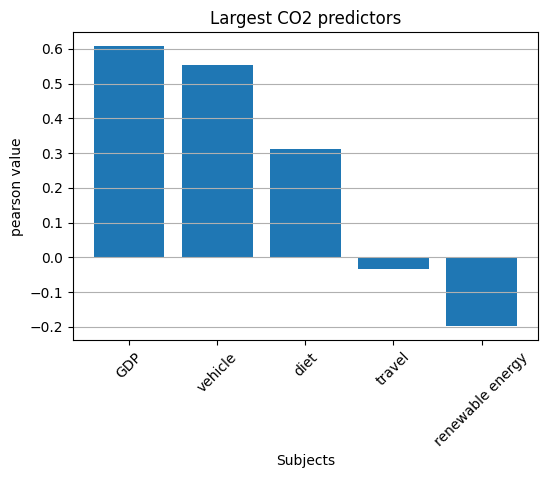 Largest CO2 predictors
pearson value
0.6
0.5
0.4
0.3
0.2
0.1
0.0
−0.1
−0.2
GDP
vehicle
diet
travel
renewable energy
Subjects